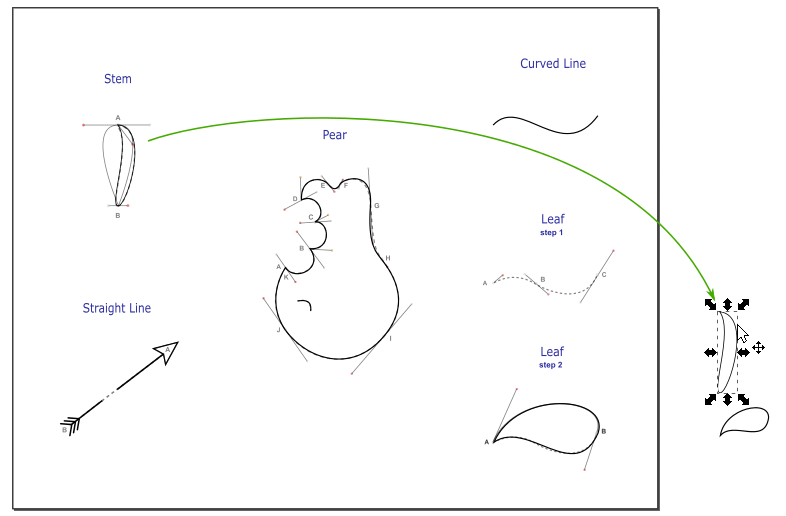 Curved Line
Stem
A
B
Pear
A
B
C
D
E
F
G
H
I
J
K
Leaf
step 1
A
B
C
Straight Line
A
B
Leaf
step 2
A
B